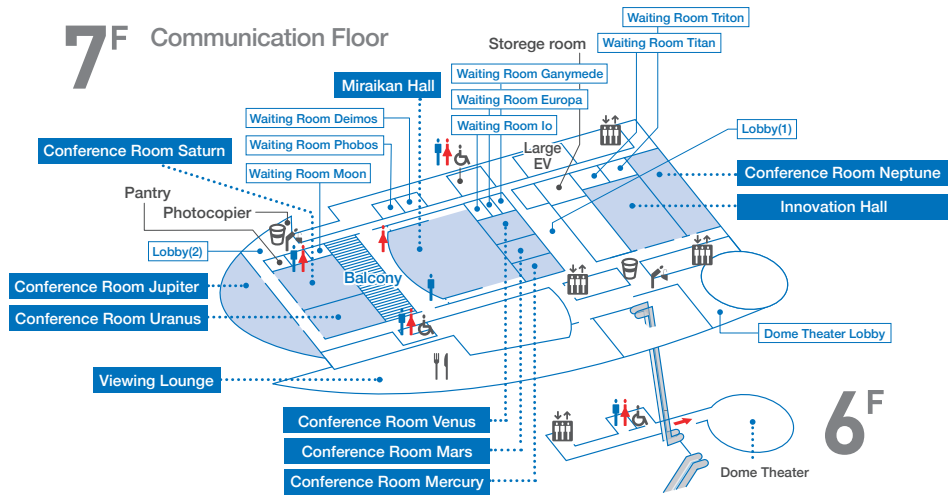 7F Communication Floor
Waiting Room Triton
Storege room
Waiting Room Titan
Miraikan Hall
Waiting Room Ganymede
Waiting Room Europa
Waiting Room Deimos
Waiting Room Io
Lobby(1)
Conference Room Saturn
Waiting Room Phobos
Large
EV
Waiting Room Moon
Conference Room Neptune
Pantry
Photocopier
Innovation Hall
Lobby(2)
Balcony
Conference Room Jupiter
Conference Room Uranus
Dome Theater Lobby
Viewing Lounge
6F
Conference Room Venus
Conference Room Mars
Dome Theater
Conference Room Mercury